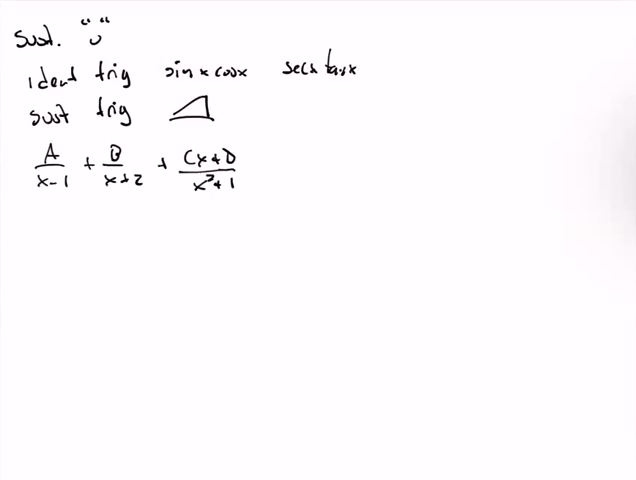 Sust. "u"
ident trig sin x cos x sec x tan x
sust trig
A/(x-1) + B/(x+2) + (Cx+D)/(x²+1)